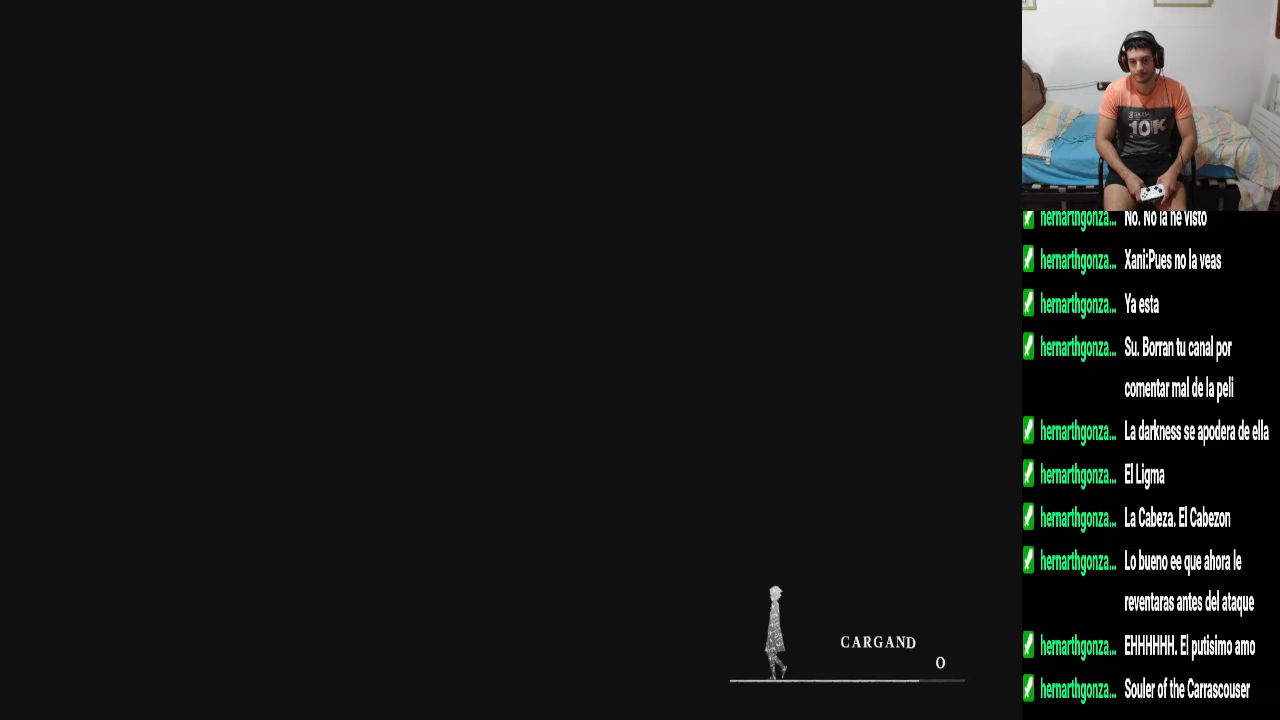 10K
hernarthgonza... No. No la he visto
hernarthgonza... Xani:Pues no la veas
hernarthgonza... Ya esta
hernarthgonza... Su. Borran tu canal por
comentar mal de la peli
hernarthgonza... La darkness se apodera de ella
hernarthgonza... El Ligma
hernarthgonza... La Cabeza. El Cabezon
hernarthgonza... Lo bueno ee que ahora le
reventaras antes del ataque
hernarthgonza... EHHHHHH. El putisimo amo
hernarthgonza... Souler of the Carrascouser
CARGAND
O